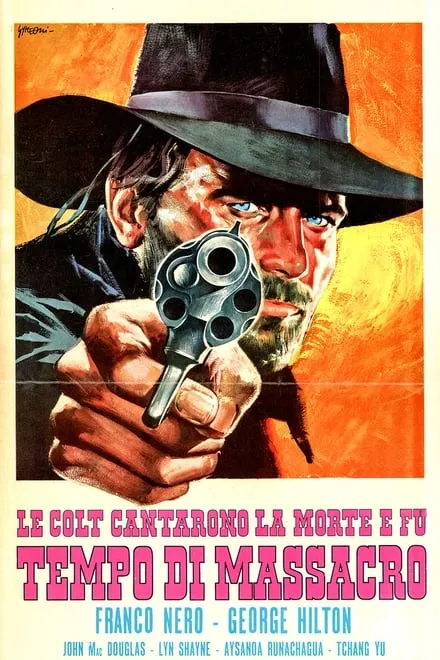 LE COLT CANTARONO LA MORTE E FU
TEMPO DI MASSACRO
FRANCO NERO - GEORGE HILTON
JOHN MAC DOUGLAS - LYN SHAYNE - AYSANOA RUNACHAGUA - TCHANG YU